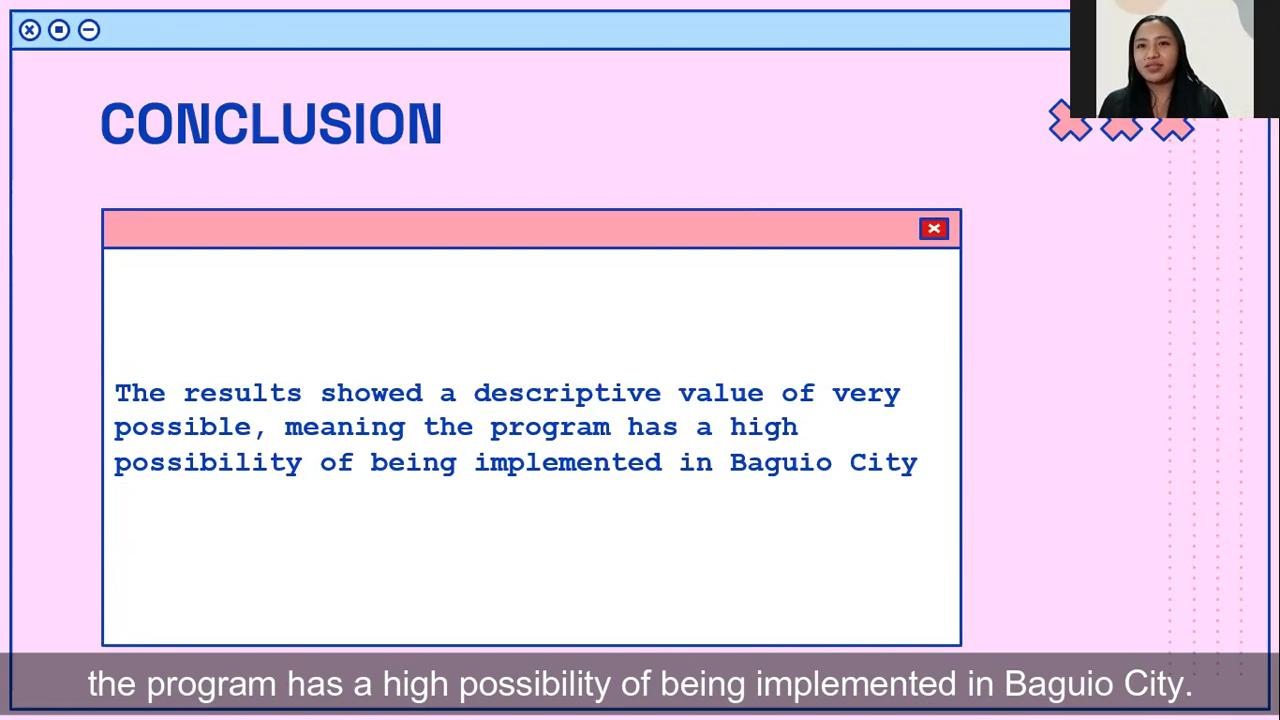 CONCLUSION
The results showed a descriptive value of very
possible, meaning the program has a high
possibility of being implemented in Baguio City
the program has a high possibility of being implemented in Baguio City.